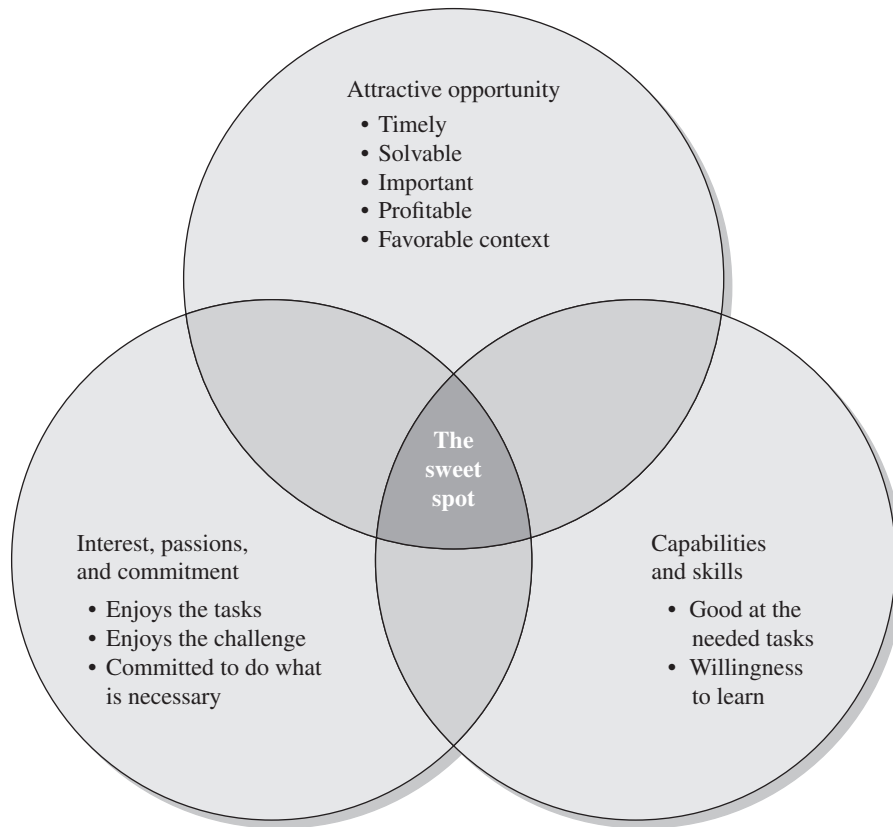 Attractive opportunity
• Timely
• Solvable
• Important
• Profitable
• Favorable context
The
sweet
spot
Interest, passions,
and commitment
• Enjoys the tasks
• Enjoys the challenge
• Committed to do what
is necessary
Capabilities
and skills
• Good at the
needed tasks
• Willingness
to learn